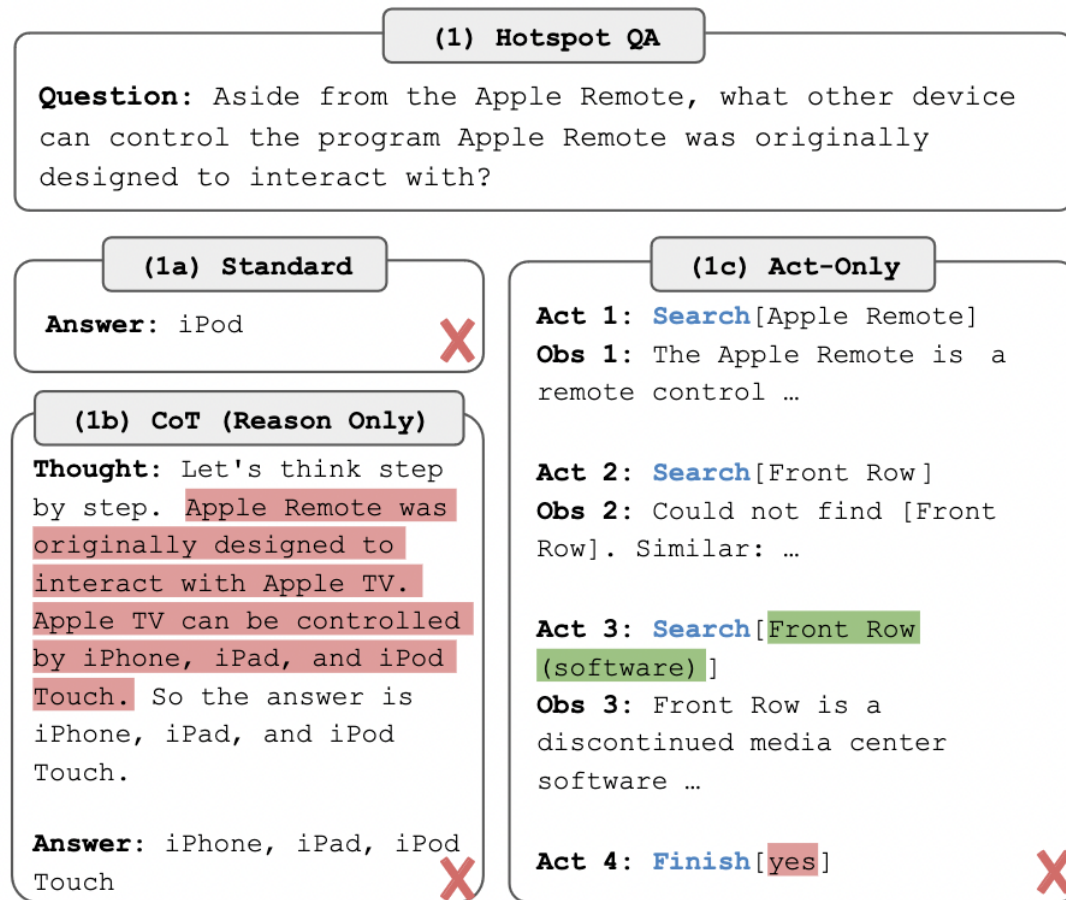 (1) Hotspot QA
Question: Aside from the Apple Remote, what other device
can control the program Apple Remote was originally
designed to interact with?
(1a) Standard
Answer: iPod
(1b) CoT (Reason Only)
Thought: Let's think step
by step. Apple Remote was
originally designed to
interact with Apple TV.
Apple TV can be controlled
by iPhone, iPad, and iPod
Touch. So the answer is
iPhone, iPad, and iPod
Touch.
Answer: iPhone, iPad, iPod
Touch
(1c) Act-Only
Act 1: Search[Apple Remote]
Obs 1: The Apple Remote is a
remote control …
Act 2: Search[Front Row]
Obs 2: Could not find [Front
Row]. Similar: …
Act 3: Search[Front Row
(software)]
Obs 3: Front Row is a
discontinued media center
software …
Act 4: Finish[yes]